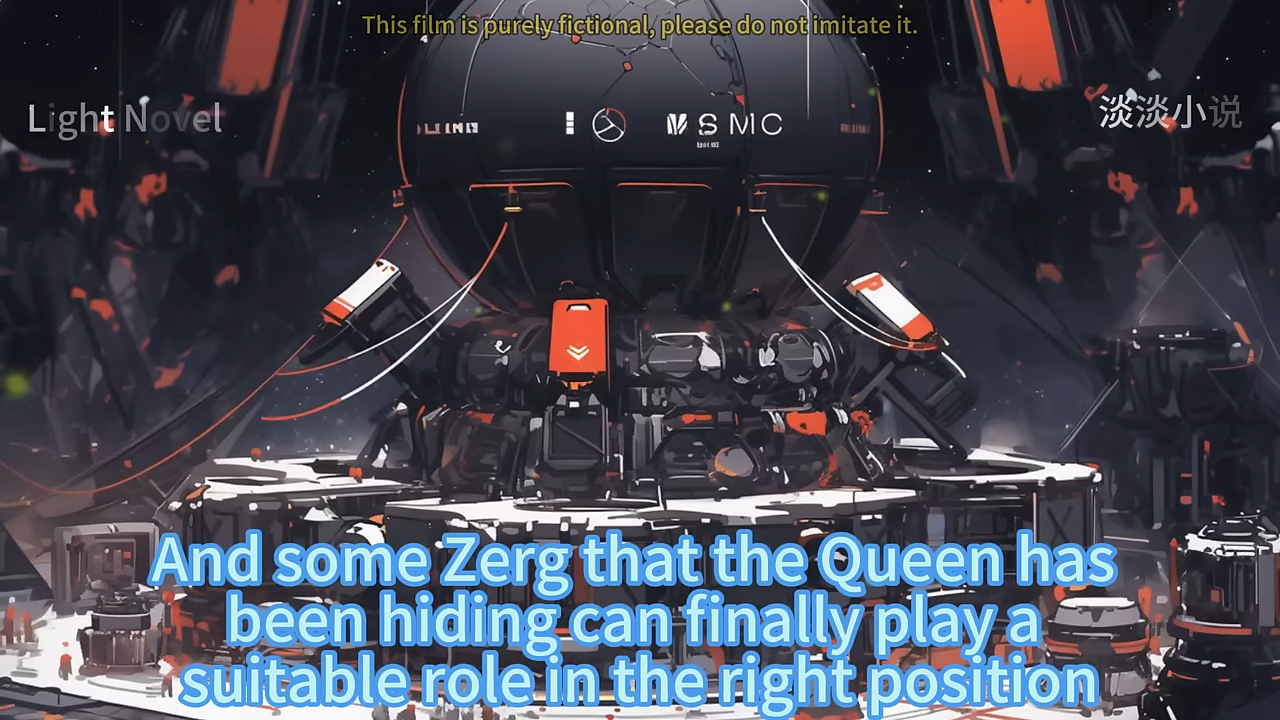 This film is purely fictional, please do not imitate it.
Light Novel
淡淡小说
SMC
And some Zerg that the Queen has
been hiding can finally play a
suitable role in the right position